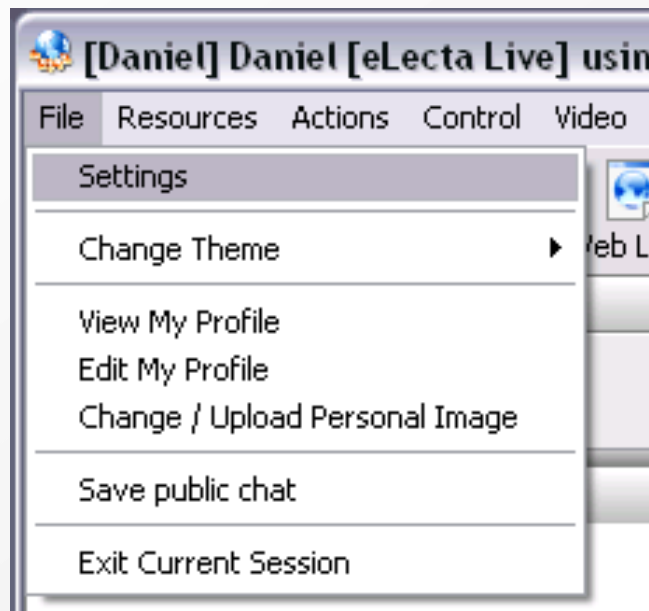 [Daniel] Daniel [eLecta Live] usin
File Resources Actions Control Video
Settings
Change Theme
eb L
View My Profile
Edit My Profile
Change / Upload Personal Image
Save public chat
Exit Current Session